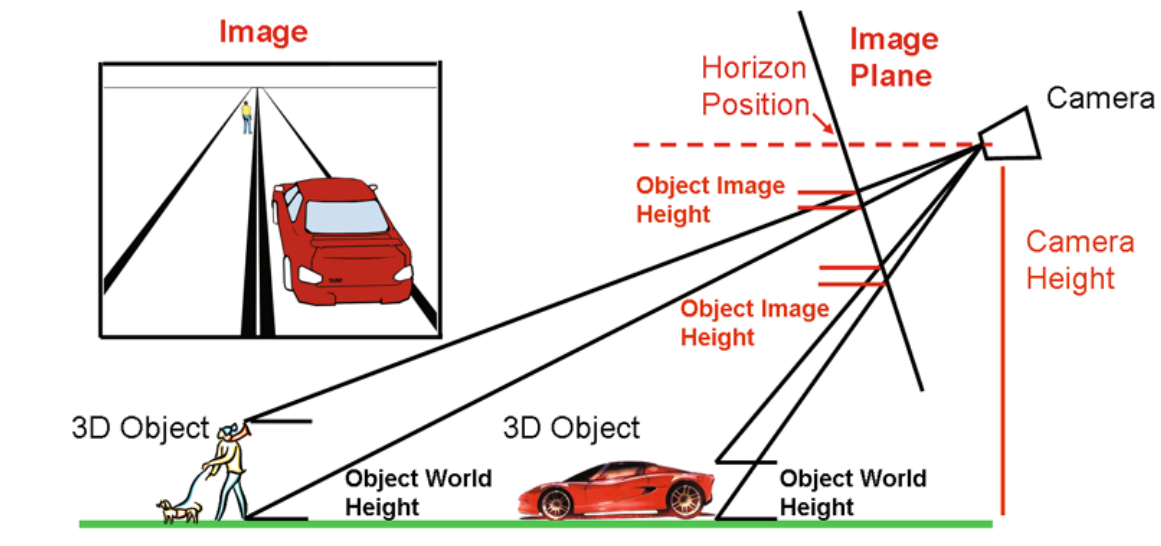 Image
Image
Plane
Horizon
Position
Camera
Object Image
Height
Camera
Height
Object Image
Height
3D Object
3D Object
Object World
Height
Object World
Height